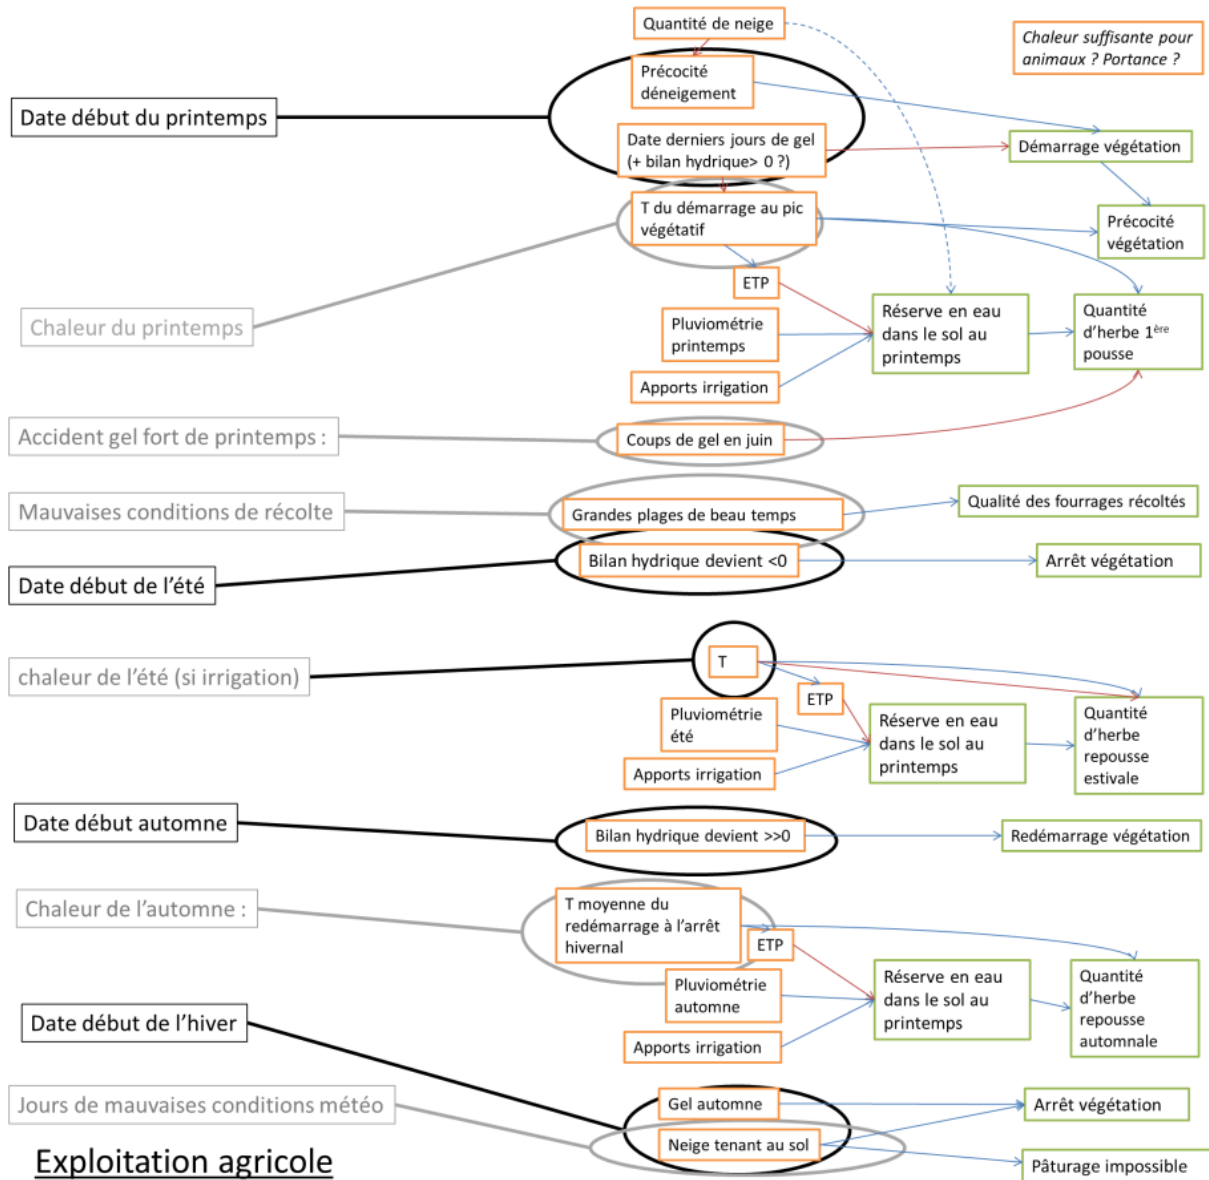 Quantité de neige
Chaleur suffisante pour
animaux ? Portance ?
Précocité
déneigement
Date début du printemps
Date derniers jours de gel
(+ bilan hydrique> 0 ?)
Démarrage végétation
T du démarrage au pic
végétatif
Précocité
végétation
ETP
Chaleur du printemps
Pluviométrie
printemps
Réserve en eau
dans le sol au
printemps
Quantité
d'herbe 1ère
pousse
Apports irrigation
Accident gel fort de printemps :
Coups de gel en juin
Mauvaises conditions de récolte
Grandes plages de beau temps
Qualité des fourrages récoltés
Date début de l'été
Bilan hydrique devient <0
Arrêt végétation
chaleur de l'été (si irrigation)
T
ETP
Pluviométrie
été
Réserve en eau
dans le sol au
printemps
Quantité
d'herbe
repousse
estivale
Apports irrigation
Date début automne
Bilan hydrique devient >>0
Redémarrage végétation
Chaleur de l'automne :
T moyenne du
redémarrage à l'arrêt
hivernal
ETP
Pluviométrie
automne
Réserve en eau
dans le sol au
printemps
Quantité
d'herbe
repousse
automnale
Date début de l'hiver
Apports irrigation
Jours de mauvaises conditions météo
Gel automne
Arrêt végétation
Neige tenant au sol
Pâturage impossible
Exploitation agricole